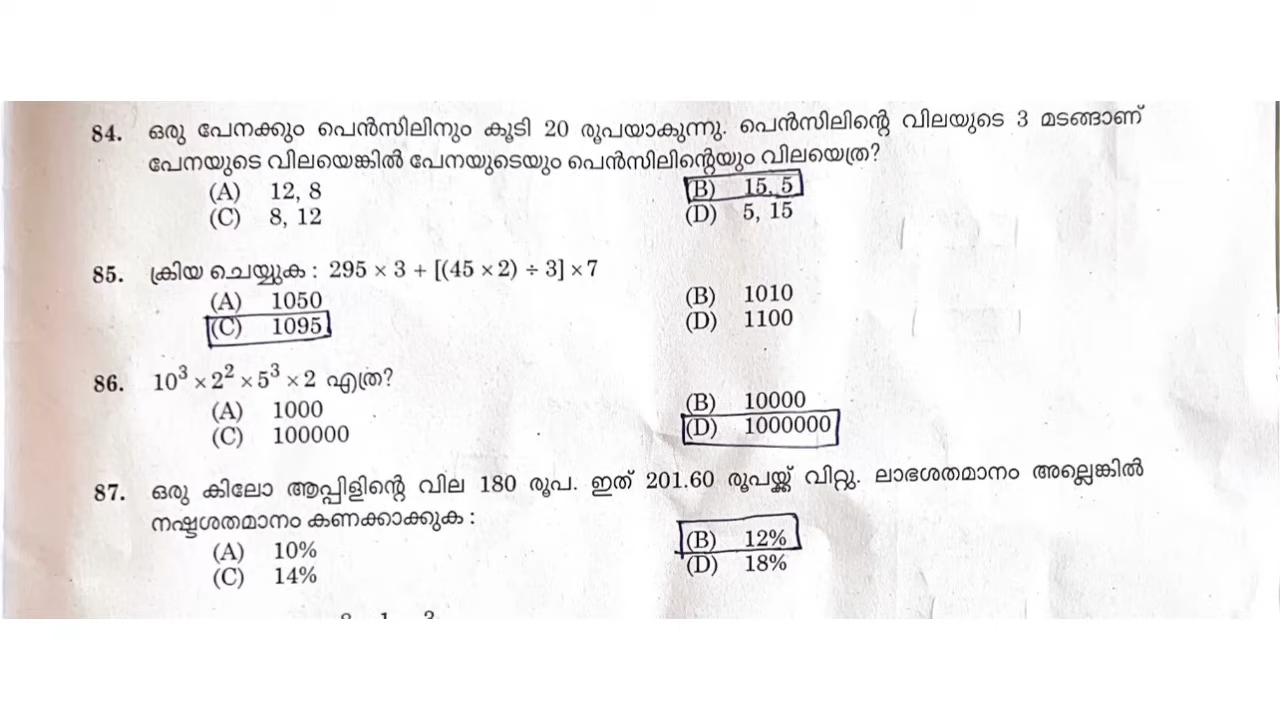 84. ഒരു പേനക്കും പെൻസിലിനും കൂടി 20 രൂപയാകുന്നു. പെൻസിലിന്റെ വിലയുടെ 3 മടങ്ങാണ്
പേനയുടെ വിലയെങ്കിൽ പേനയുടെയും പെൻസിലിന്റെയും വിലയെത്ര?
(A) 12, 8 (B) 15, 5
(C) 8, 12 (D) 5, 15
85. ക്രിയ ചെയ്യുക : 295 × 3 + [(45 × 2) ÷ 3] × 7
(A) 1050 (B) 1010
(C) 1095 (D) 1100
86. 10³ × 2² × 5³ × 2 എത്ര?
(A) 1000 (B) 10000
(C) 100000 (D) 1000000
87. ഒരു കിലോ ആപ്പിളിന്റെ വില 180 രൂപ. ഇത് 201.60 രൂപയ്ക്ക് വിറ്റു. ലാഭശതമാനം അല്ലെങ്കിൽ
നഷ്ടശതമാനം കണക്കാക്കുക :
(A) 10% (B) 12%
(C) 14% (D) 18%